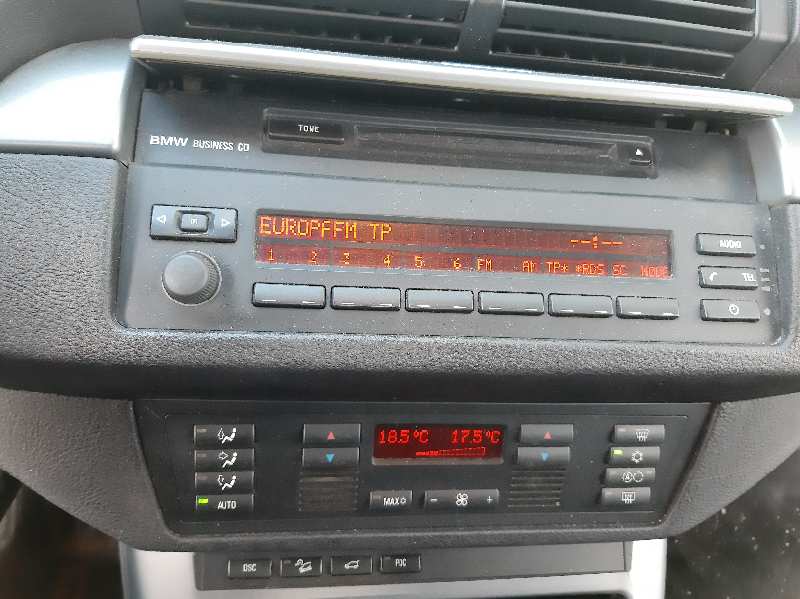 TONE
BMW BUSINESS CD
EUROPFFM TP --:--
1 2 3 4 5 6 FM AM TP* *RDS SC MODE
AUDIO
TEL
18.5°C 17.5°C
AUTO
MAX
- +
DSC
PDC